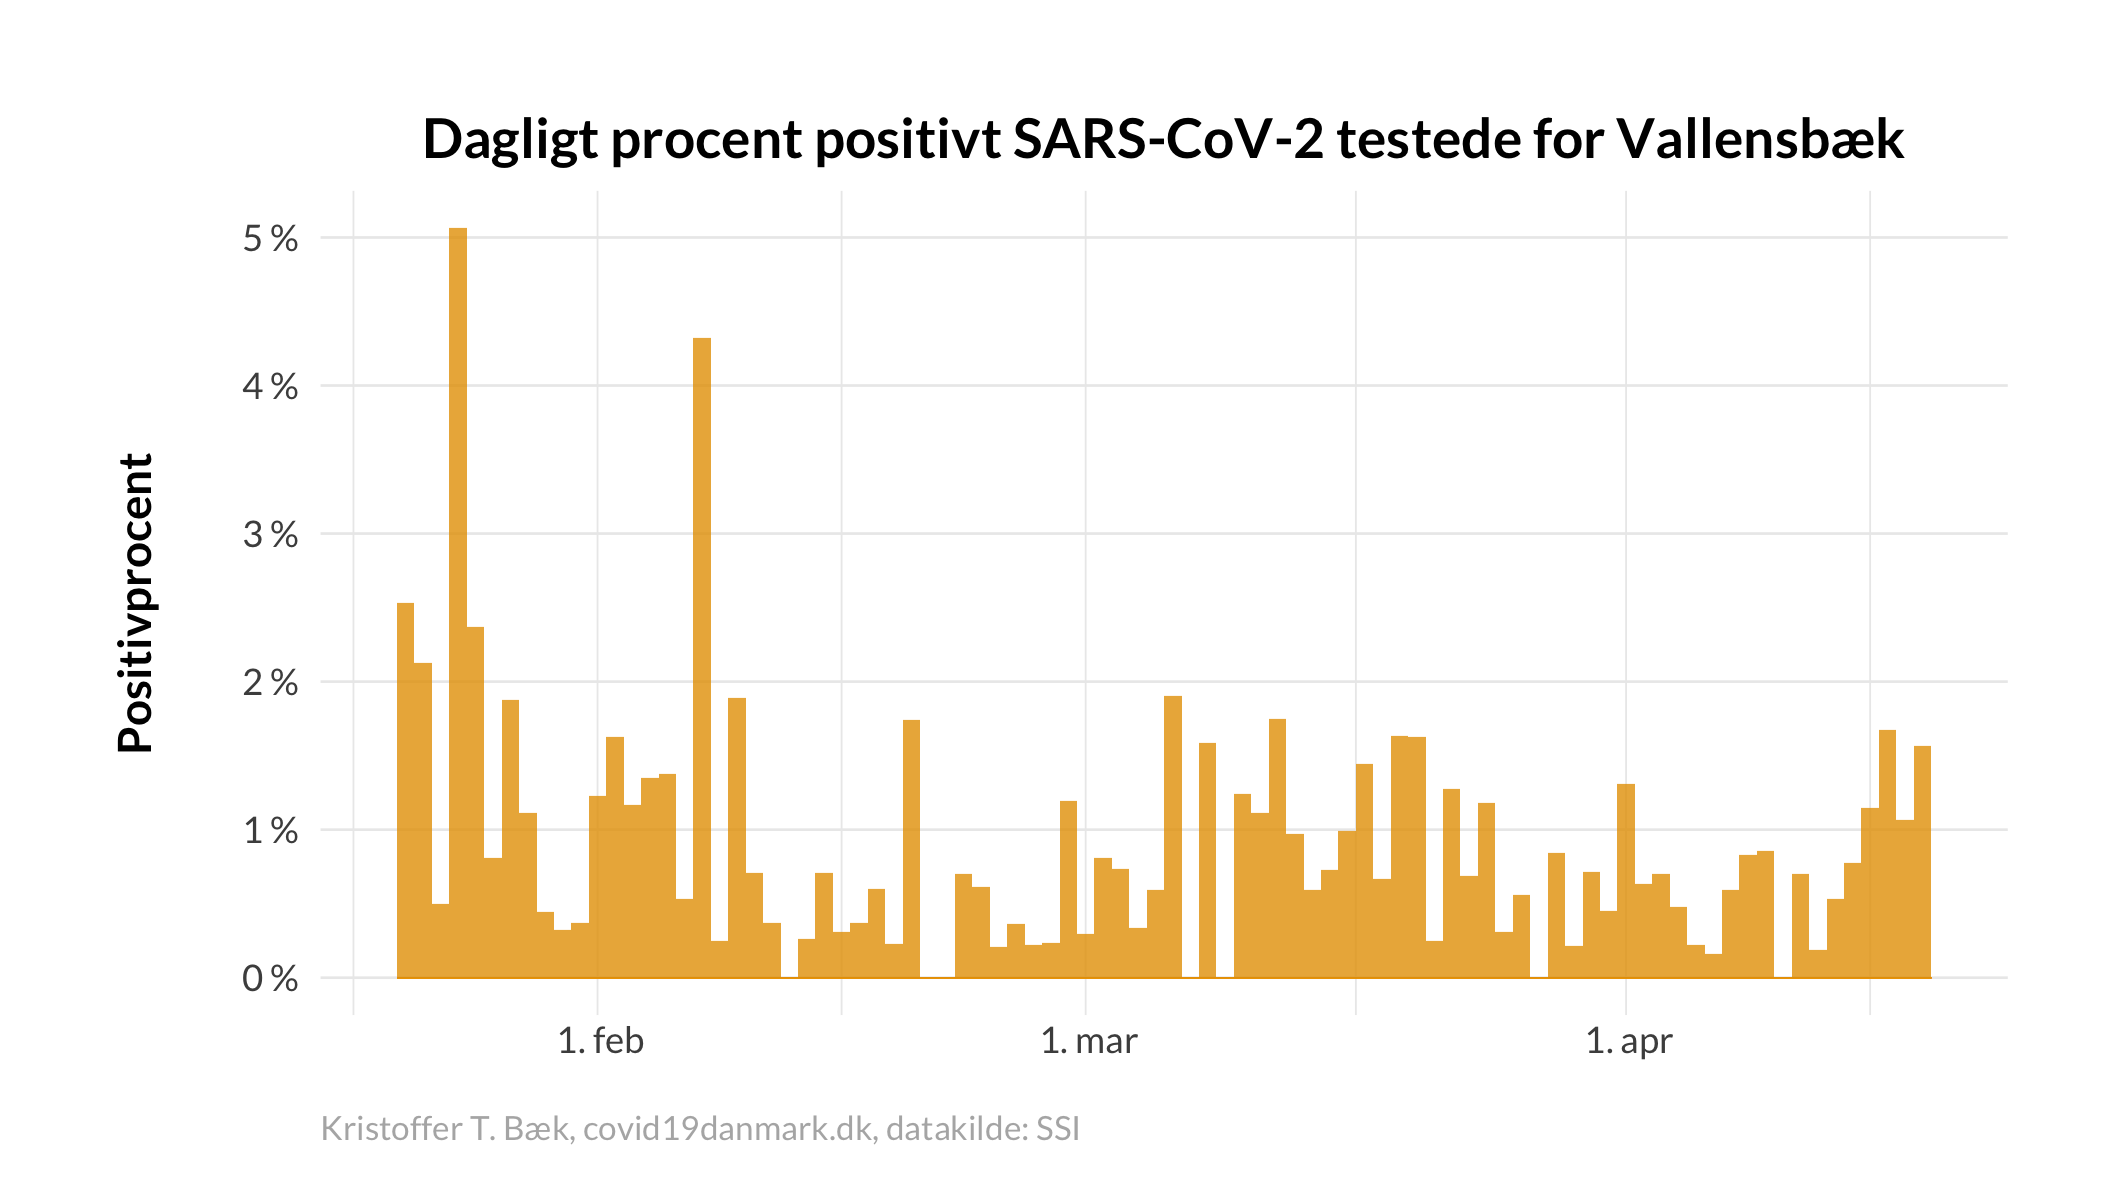 Dagligt procent positivt SARS-CoV-2 testede for Vallensbæk
Positivprocent
5 %
4 %
3 %
2 %
1 %
0 %
1. feb
1. mar
1. apr
Kristoffer T. Bæk, covid19danmark.dk, datakilde: SSI